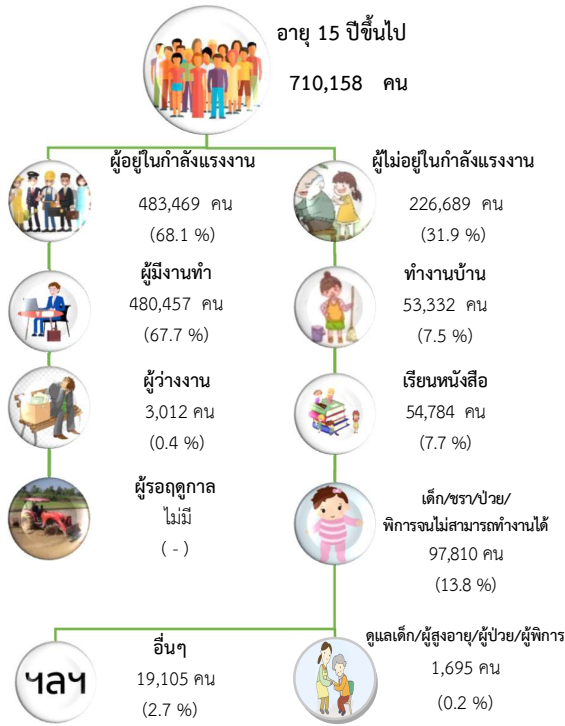 อายุ 15 ปีขึ้นไป
710,158 คน
ผู้อยู่ในกำลังแรงงาน
483,469 คน
(68.1 %)
ผู้ไม่อยู่ในกำลังแรงงาน
226,689 คน
(31.9 %)
ผู้มีงานทำ
480,457 คน
(67.7 %)
ทำงานบ้าน
53,332 คน
(7.5 %)
ผู้ว่างงาน
3,012 คน
(0.4 %)
เรียนหนังสือ
54,784 คน
(7.7 %)
ผู้รอฤดูกาล
ไม่มี
( - )
เด็ก/ชรา/ป่วย/
พิการจนไม่สามารถทำงานได้
97,810 คน
(13.8 %)
ฯลฯ
อื่นๆ
19,105 คน
(2.7 %)
ดูแลเด็ก/ผู้สูงอายุ/ผู้ป่วย/ผู้พิการ
1,695 คน
(0.2 %)